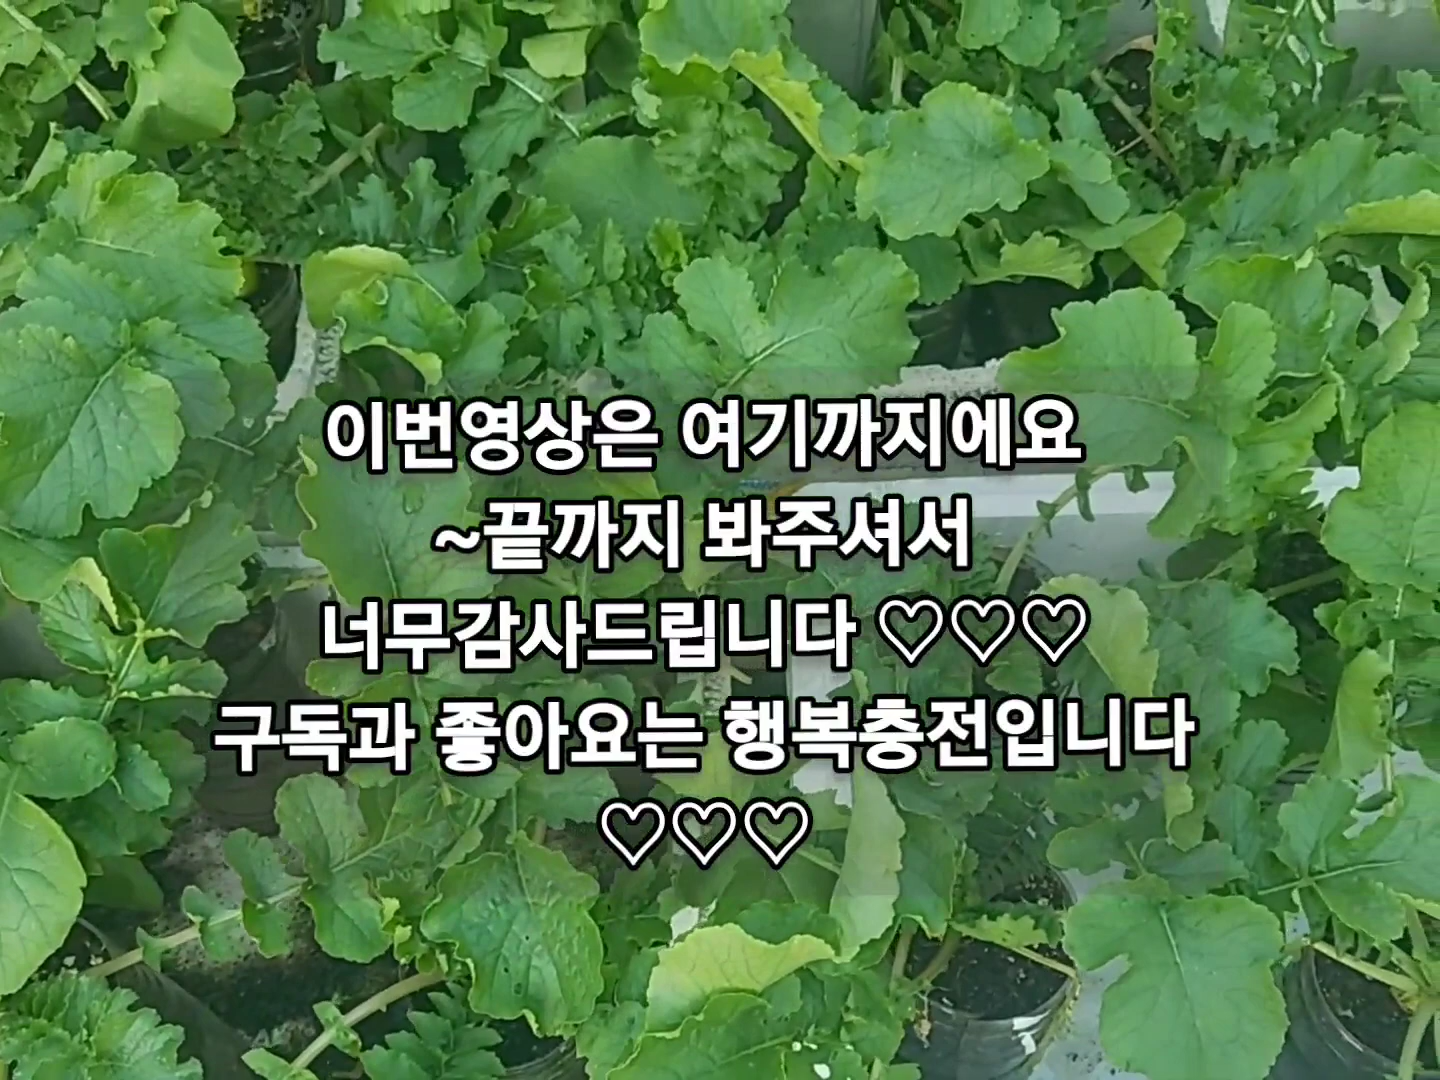 이번영상은 여기까지에요
~끝까지 봐주셔서
너무감사드립니다 ♡♡♡
구독과 좋아요는 행복충전입니다
♡♡♡